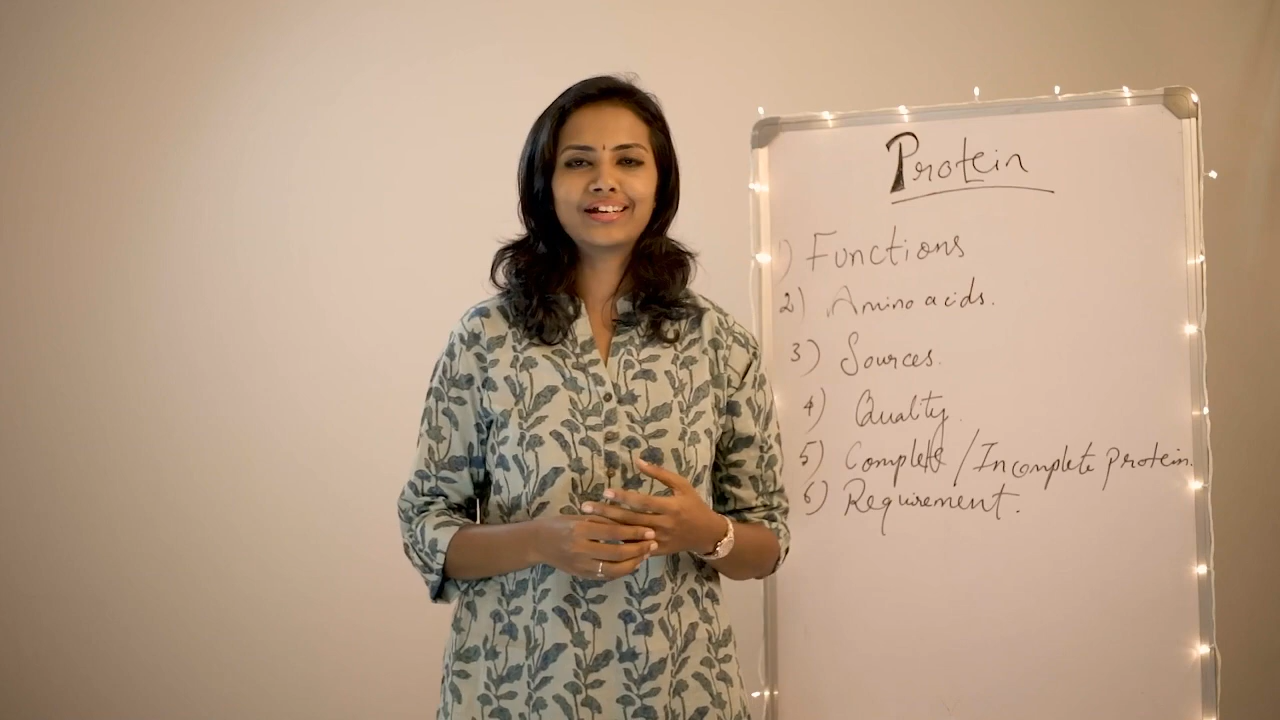 Protein
1) Functions
2) Amino acids.
3) Sources.
4) Quality.
5) Complete / Incomplete protein.
6) Requirement.